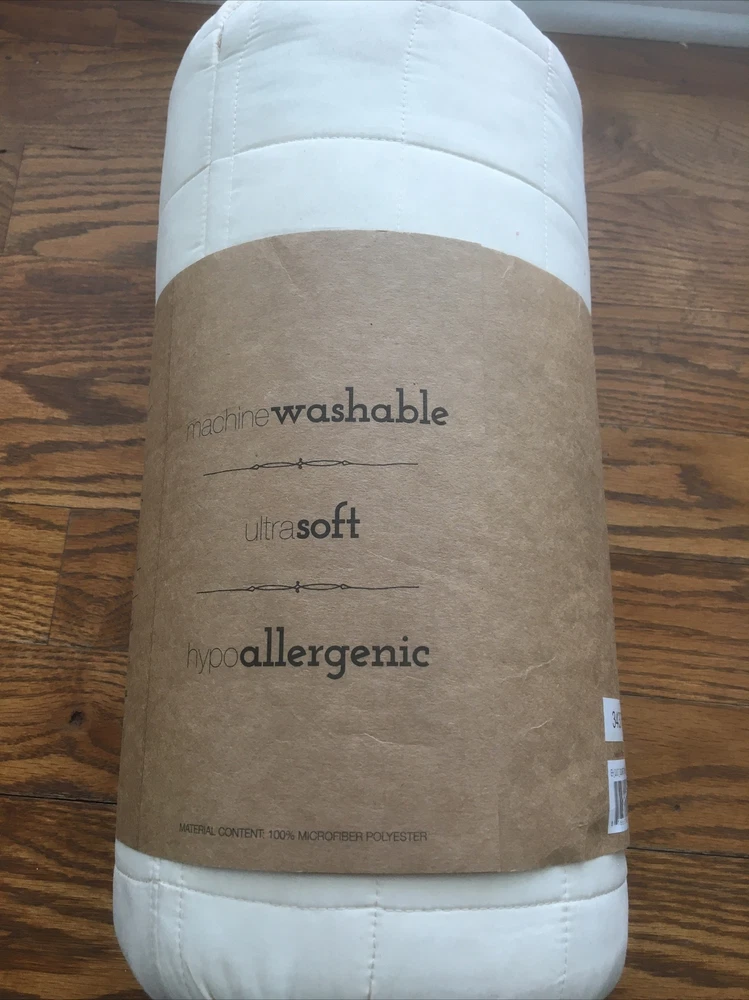 machinewashable
ultrasoft
hypoallergenic
MATERIAL CONTENT: 100% MICROFIBER POLYESTER